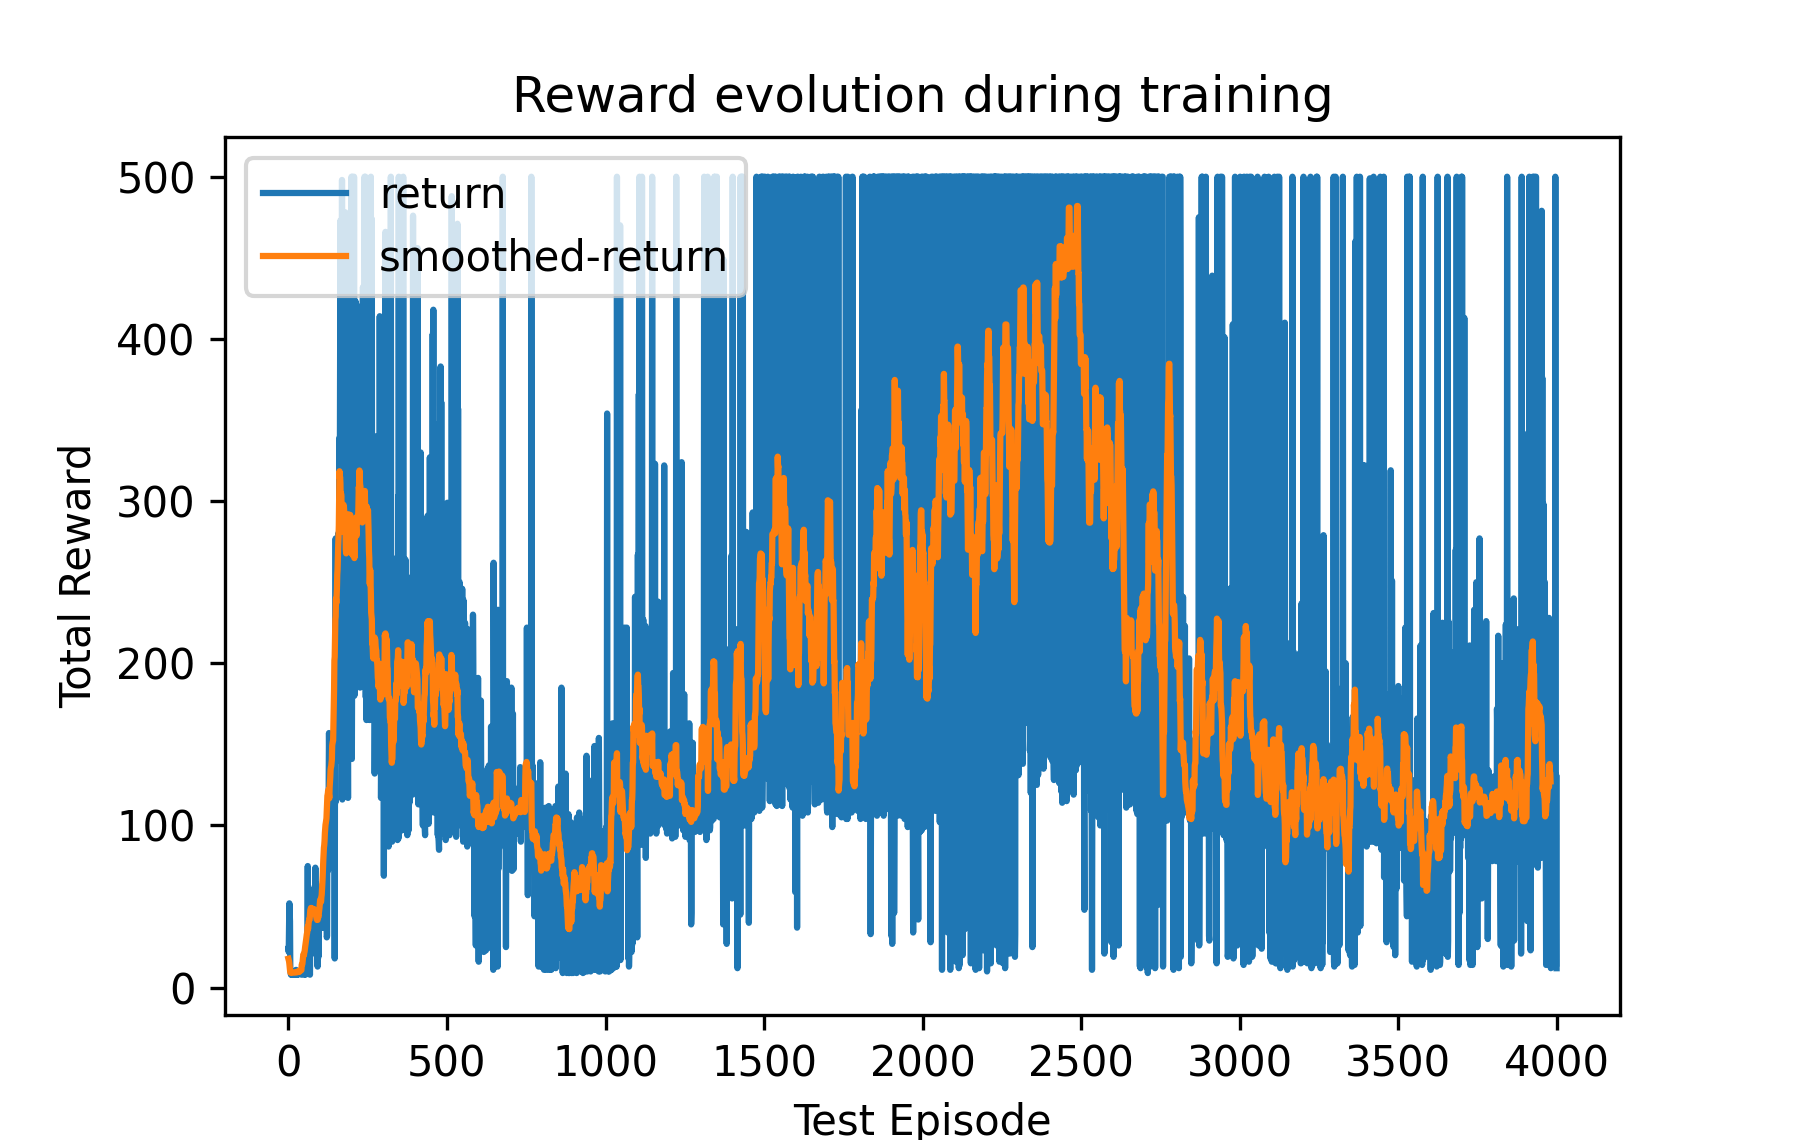 Reward evolution during training
return
smoothed-return
Total Reward
500
400
300
200
100
0
0 500 1000 1500 2000 2500 3000 3500 4000
Test Episode